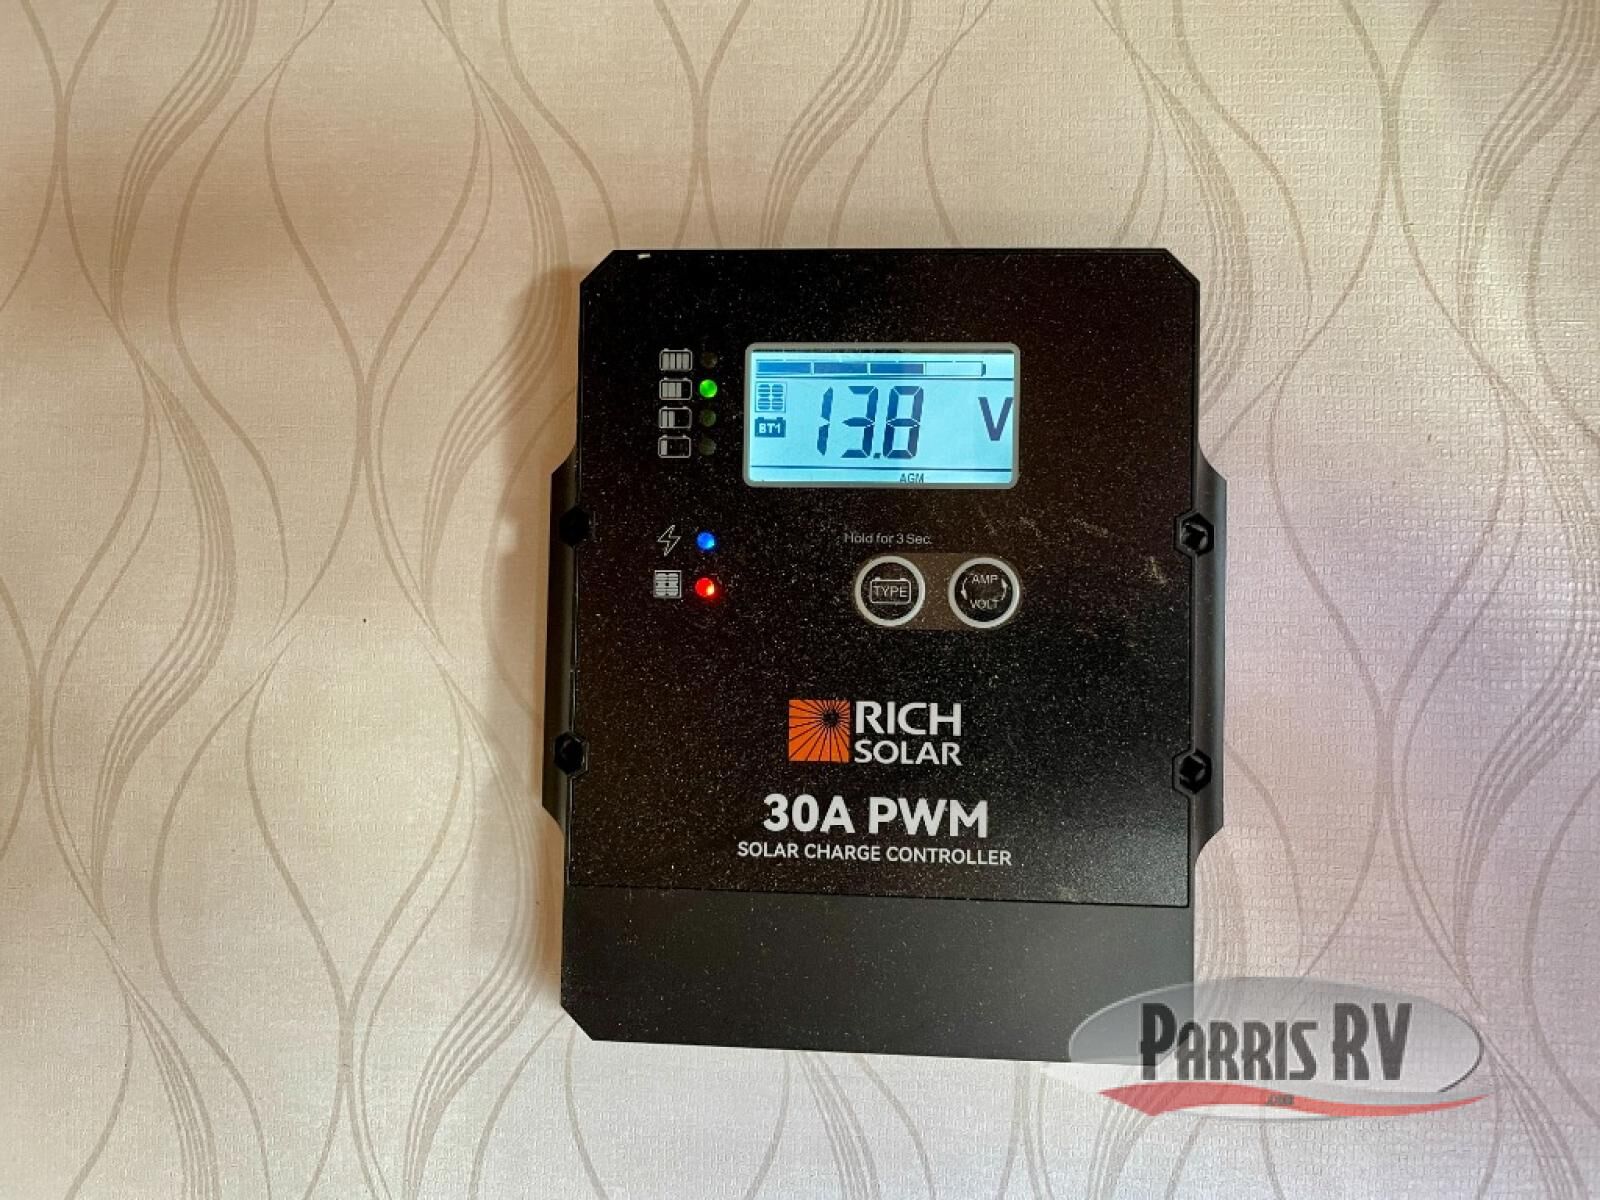 BT1
13.8 V
AGM
Hold for 3 Sec.
TYPE
AMP
VOLT
RICH
SOLAR
30A PWM
SOLAR CHARGE CONTROLLER
PARRIS RV
.COM